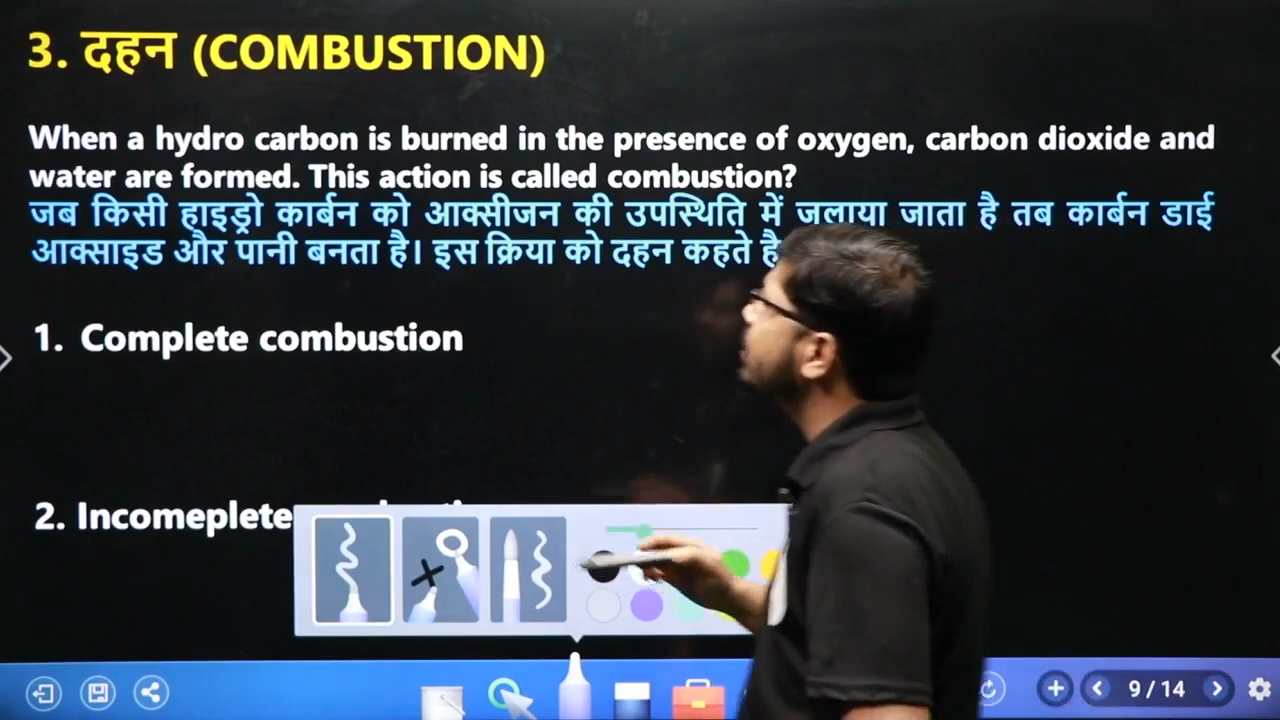 3. दहन (COMBUSTION)
When a hydro carbon is burned in the presence of oxygen, carbon dioxide and
water are formed. This action is called combustion?
जब किसी हाइड्रो कार्बन को आक्सीजन की उपस्थिति में जलाया जाता है तब कार्बन डाई
आक्साइड और पानी बनता है। इस क्रिया को दहन कहते है
1. Complete combustion
2. Incomeplete
9 / 14